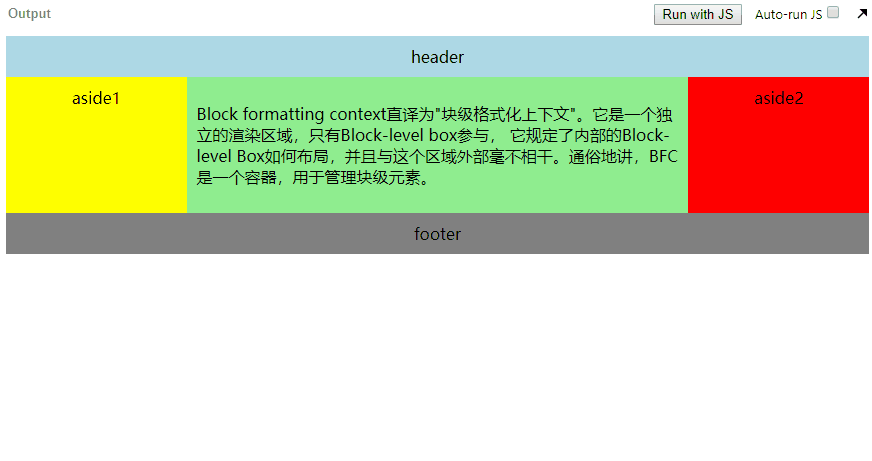 Output
Run with JS
Auto-run JS
header
aside1
Block formatting context直译为"块级格式化上下文"。它是一个独
立的渲染区域，只有Block-level box参与， 它规定了内部的Block-
level Box如何布局，并且与这个区域外部毫不相干。通俗地讲，BFC
是一个容器，用于管理块级元素。
aside2
footer